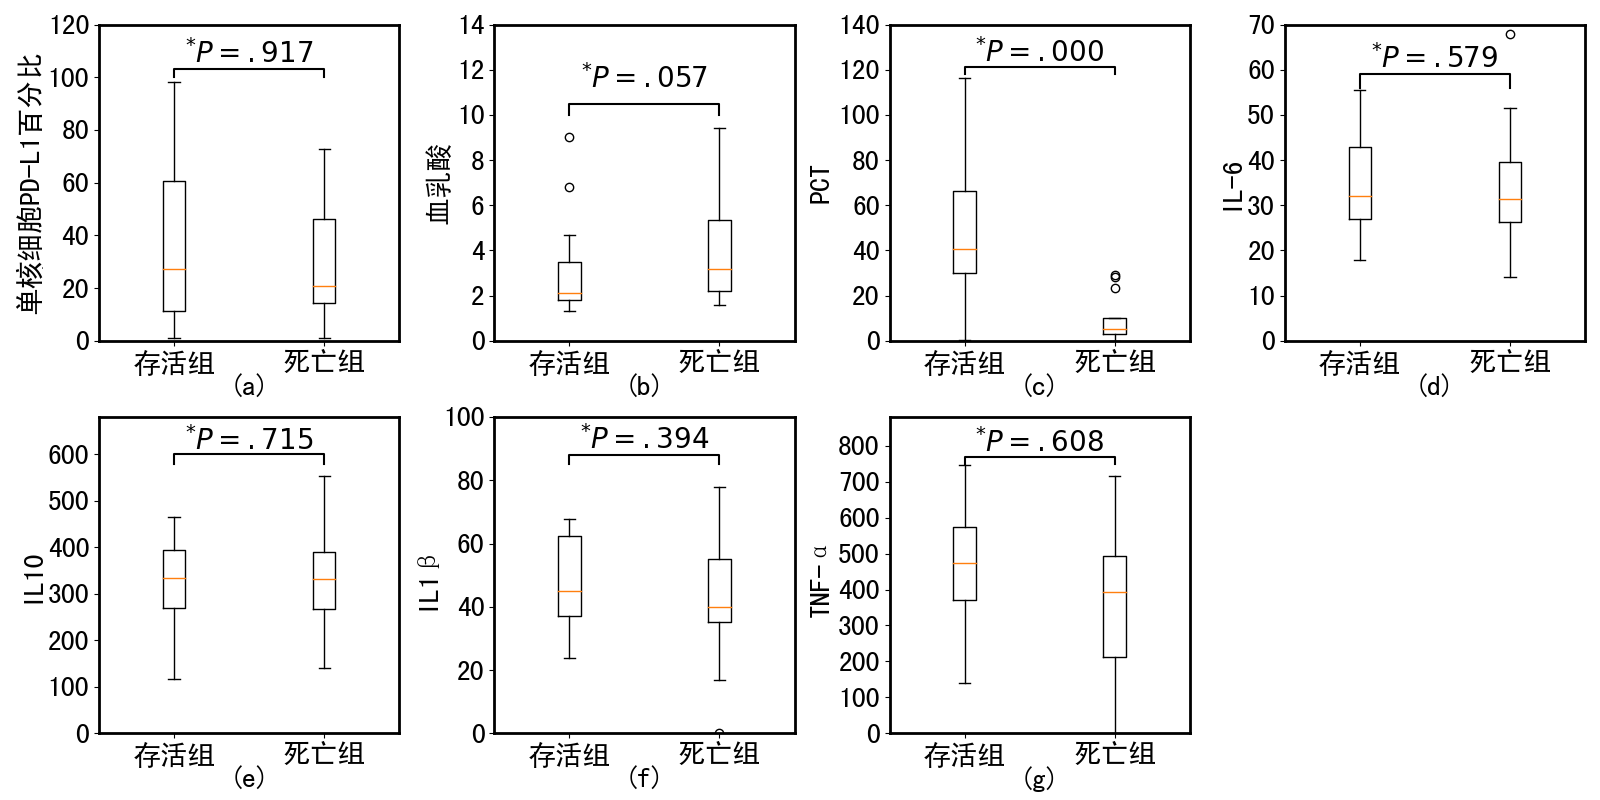 单核细胞PD-L1百分比
120
100
80
60
40
20
0
*P=.917
存活组
死亡组
(a)
血乳酸
14
12
10
8
6
4
2
0
*P=.057
存活组
死亡组
(b)
PCT
140
120
100
80
60
40
20
0
*P=.000
存活组
死亡组
(c)
IL-6
70
60
50
40
30
20
10
0
*P=.579
存活组
死亡组
(d)
IL10
600
500
400
300
200
100
0
*P=.715
存活组
死亡组
(e)
IL1β
100
80
60
40
20
0
*P=.394
存活组
死亡组
(f)
TNF-α
800
700
600
500
400
300
200
100
0
*P=.608
存活组
死亡组
(g)